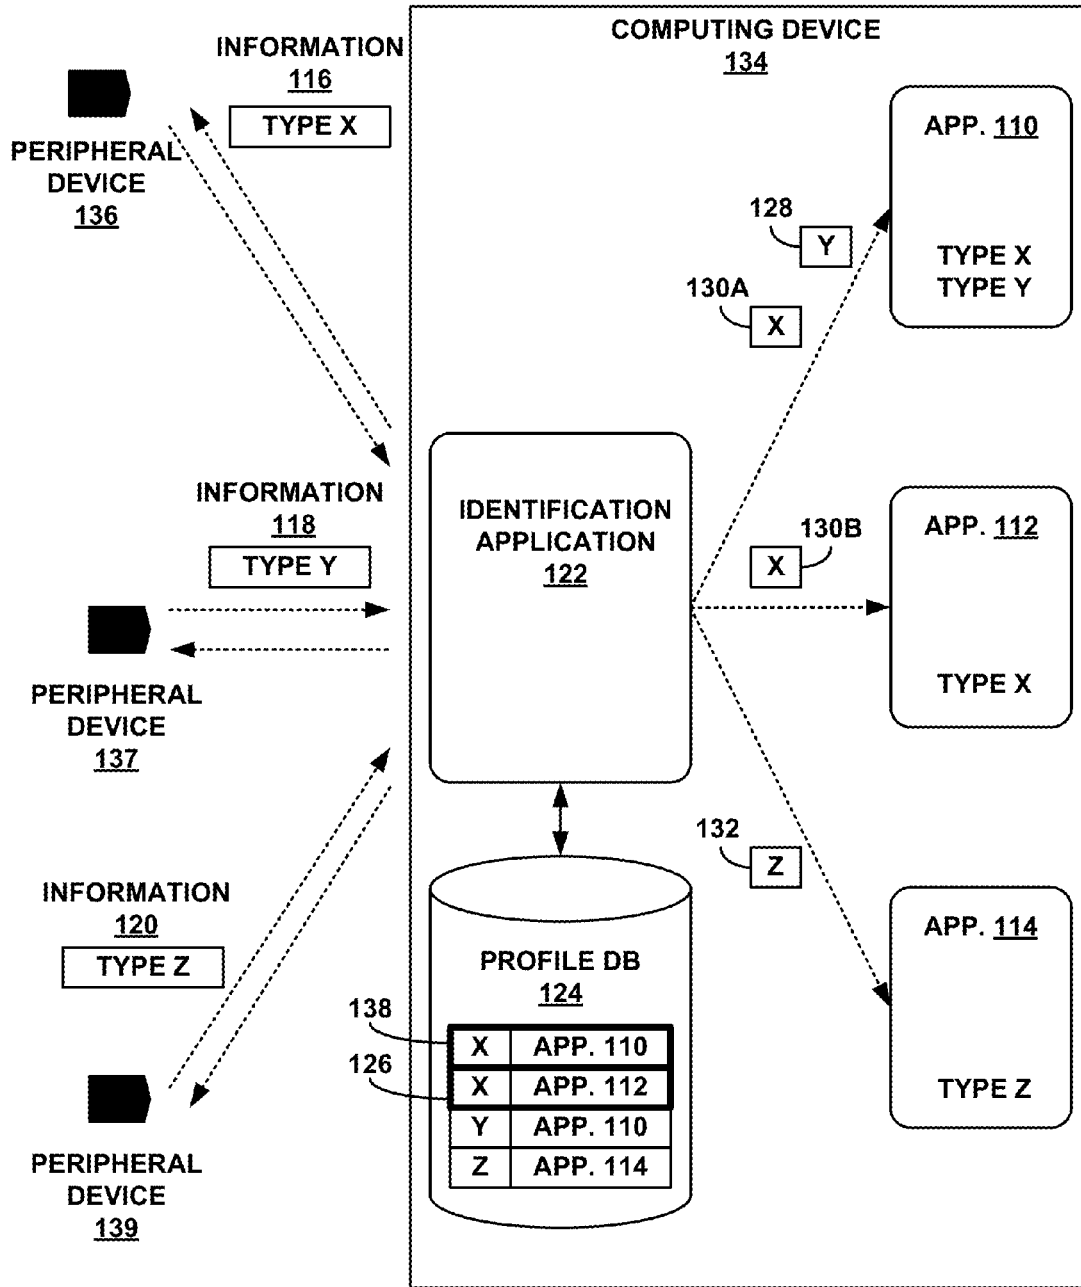 COMPUTING DEVICE
134
INFORMATION
116
TYPE X
PERIPHERAL
DEVICE
136
INFORMATION
118
TYPE Y
PERIPHERAL
DEVICE
137
INFORMATION
120
TYPE Z
PERIPHERAL
DEVICE
139
IDENTIFICATION
APPLICATION
122
PROFILE DB
124
138
126
X APP. 110
X APP. 112
Y APP. 110
Z APP. 114
128
Y
130A
X
130B
X
132
Z
APP. 110
TYPE X
TYPE Y
APP. 112
TYPE X
APP. 114
TYPE Z